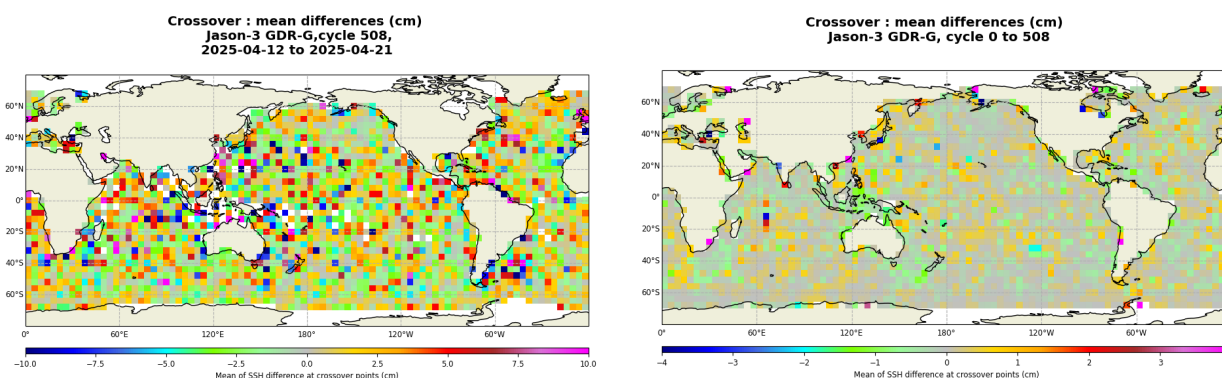 Crossover : mean differences (cm)
Jason-3 GDR-G,cycle 508,
2025-04-12 to 2025-04-21
60°N
40°N
20°N
0°
20°S
40°S
60°S
0°
60°E
120°E
180°E
120°W
60°W
-10.0
-7.5
-5.0
-2.5
0.0
2.5
5.0
7.5
10.0
Mean of SSH difference at crossover points (cm)
Crossover : mean differences (cm)
Jason-3 GDR-G, cycle 0 to 508
60°N
40°N
20°N
0°
20°S
40°S
60°S
0°
60°E
120°E
180°E
120°W
60°W
-4
-3
-2
-1
0
1
2
3
Mean of SSH difference at crossover points (cm)